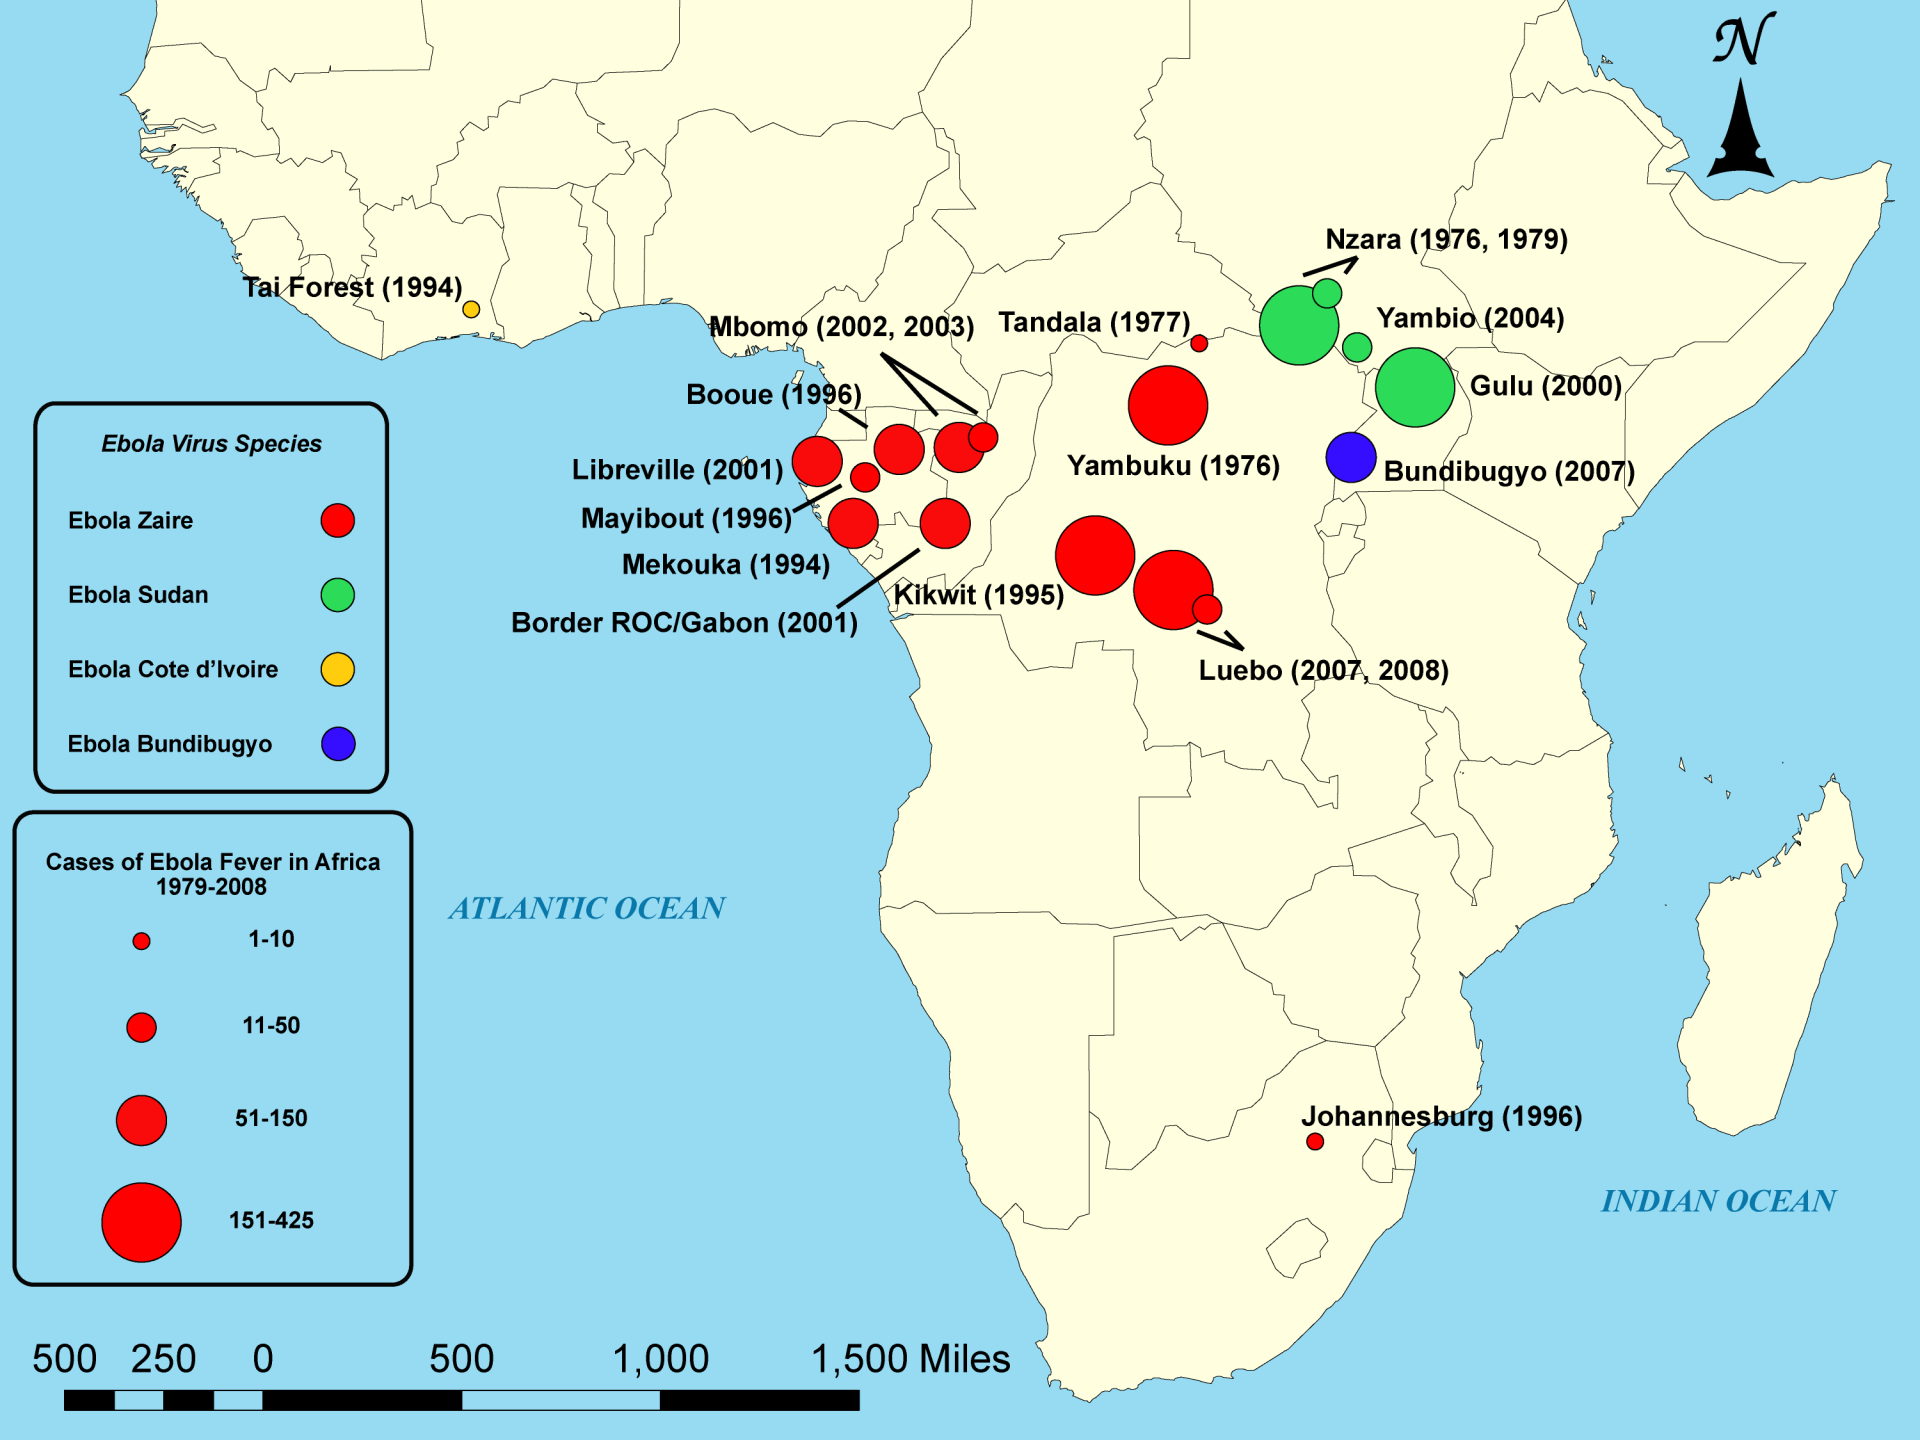 N
Nzara (1976, 1979)
Tai Forest (1994)
Mbomo (2002, 2003)
Tandala (1977)
Yambio (2004)
Booue (1996)
Gulu (2000)
Libreville (2001)
Yambuku (1976)
Bundibugyo (2007)
Mayibout (1996)
Mekouka (1994)
Kikwit (1995)
Border ROC/Gabon (2001)
Luebo (2007, 2008)
Ebola Virus Species
Ebola Zaire
Ebola Sudan
Ebola Cote d’Ivoire
Ebola Bundibugyo
Cases of Ebola Fever in Africa
1979-2008
1-10
11-50
51-150
151-425
ATLANTIC OCEAN
Johannesburg (1996)
INDIAN OCEAN
500 250 0 500 1,000 1,500 Miles